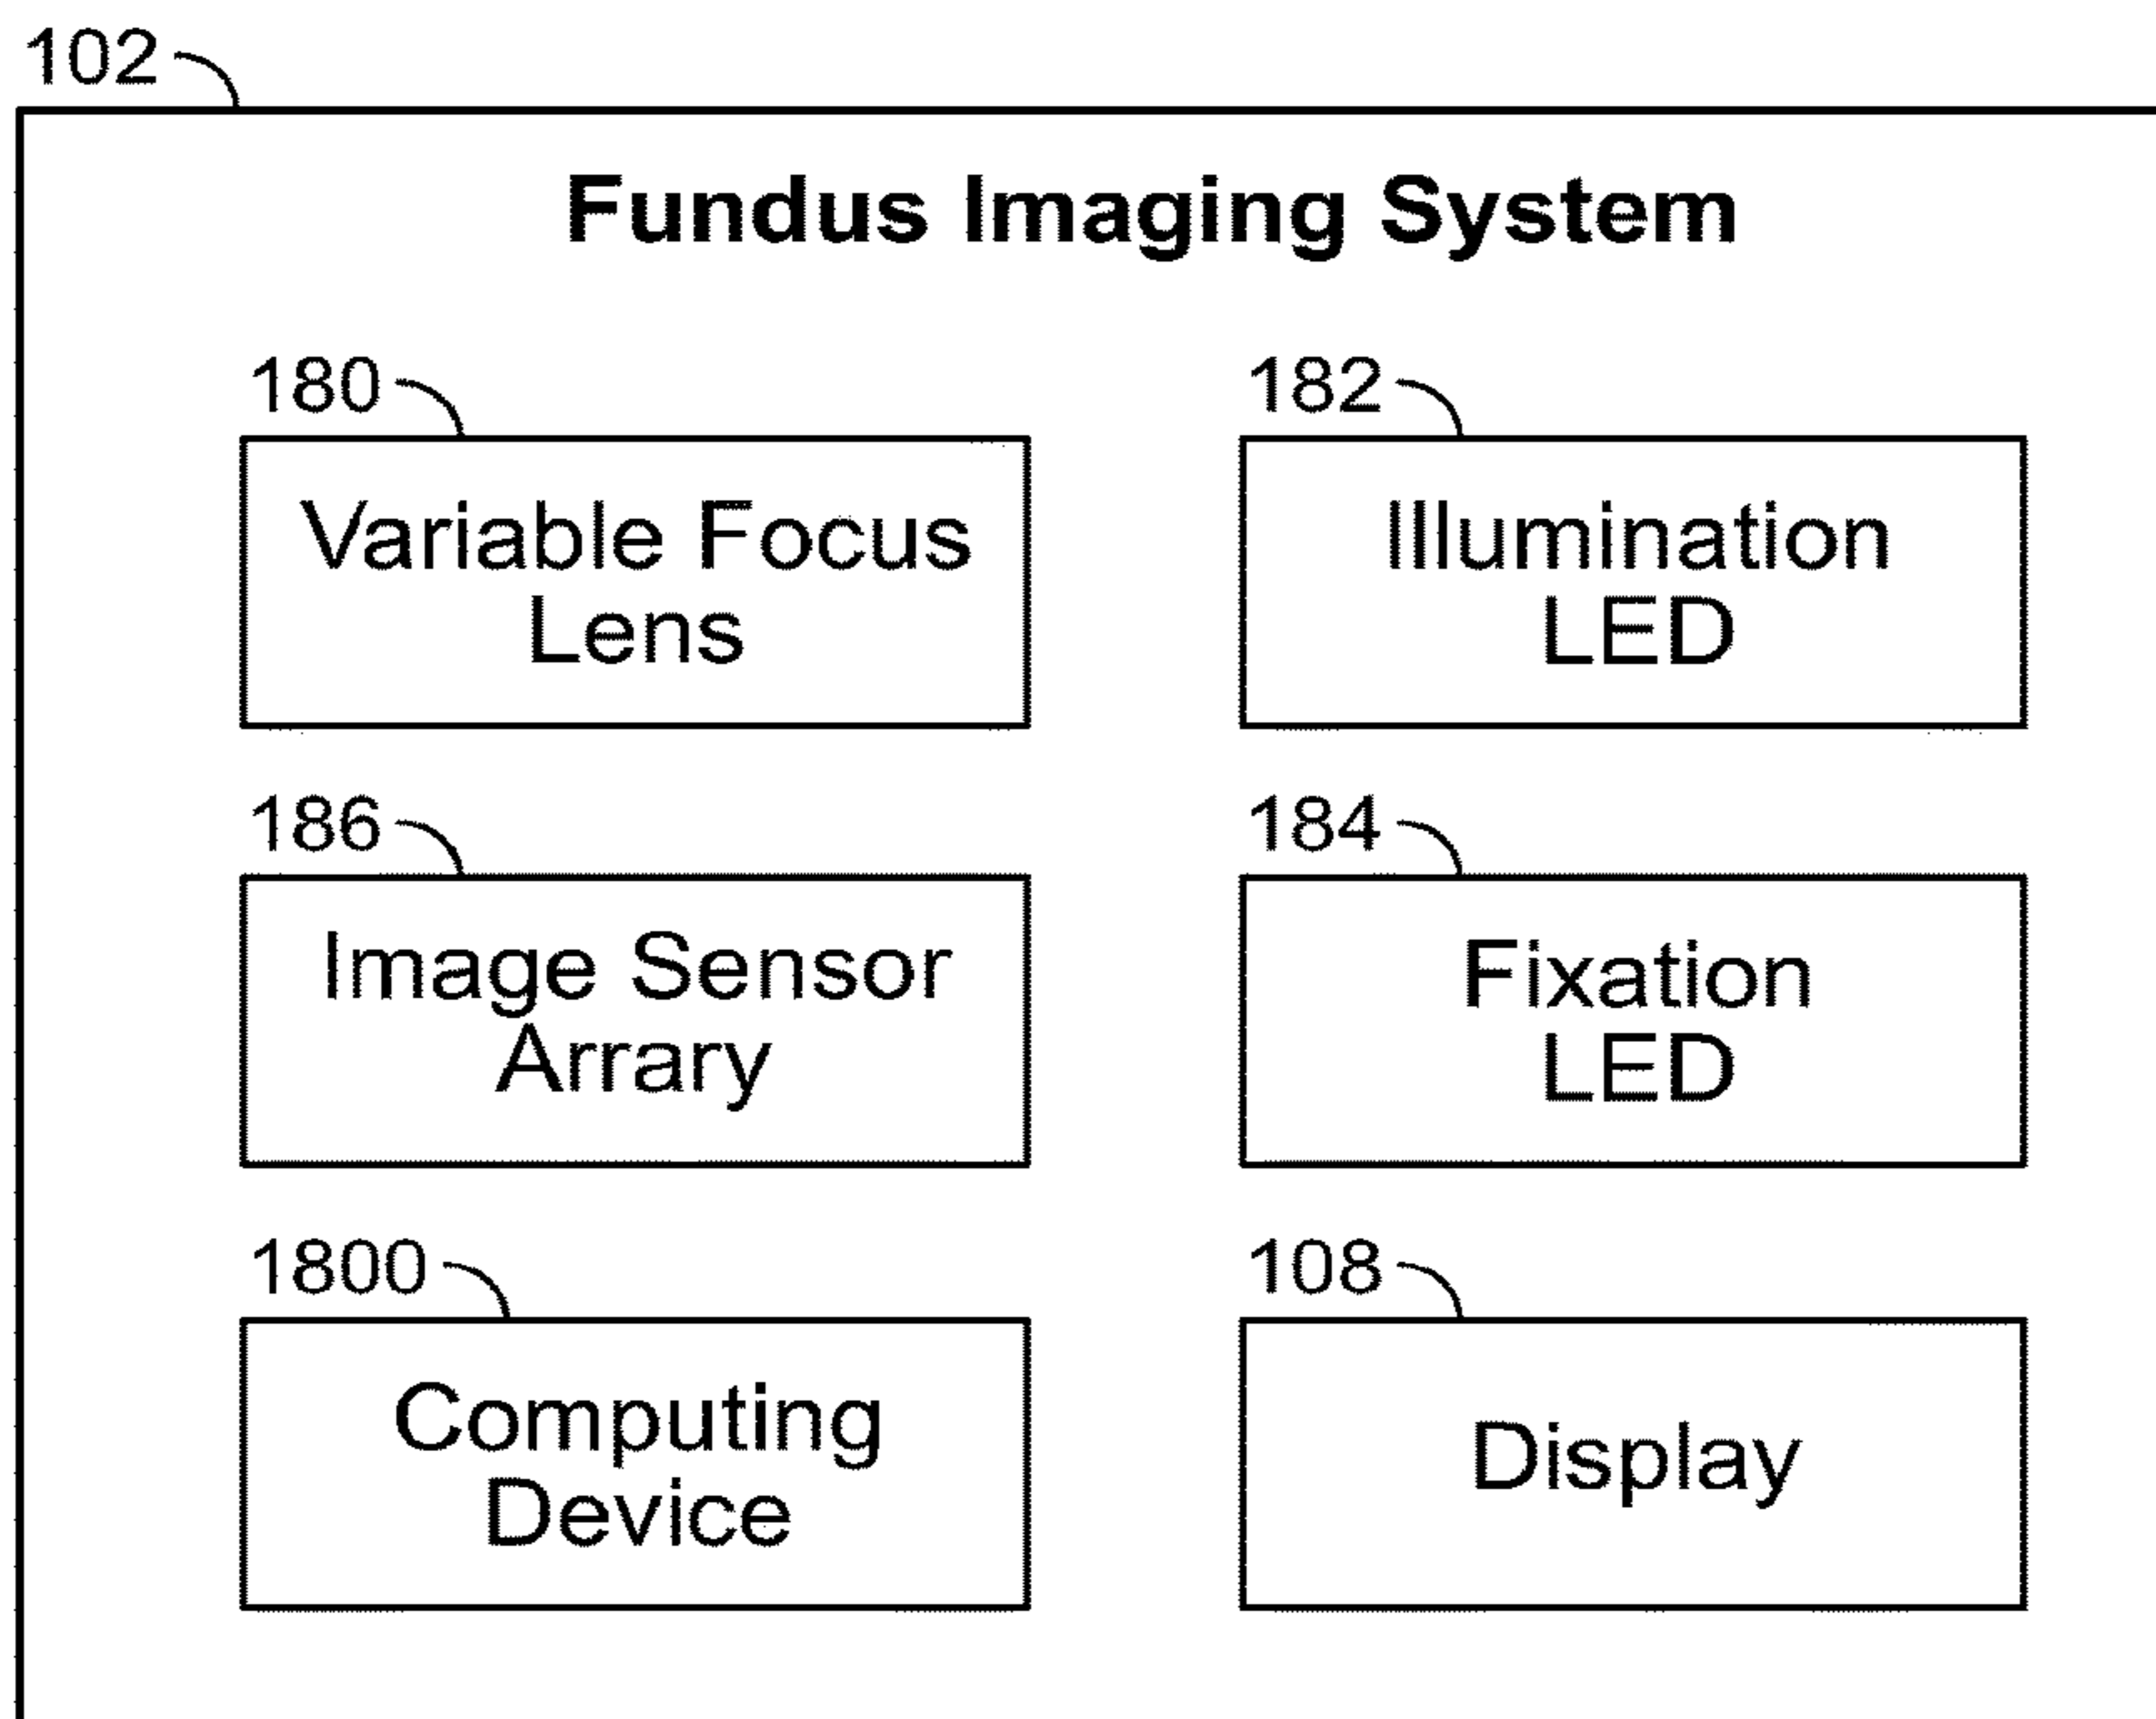 102
Fundus Imaging System
180
Variable Focus
Lens
182
Illumination
LED
186
Image Sensor
Arrary
184
Fixation
LED
1800
Computing
Device
108
Display